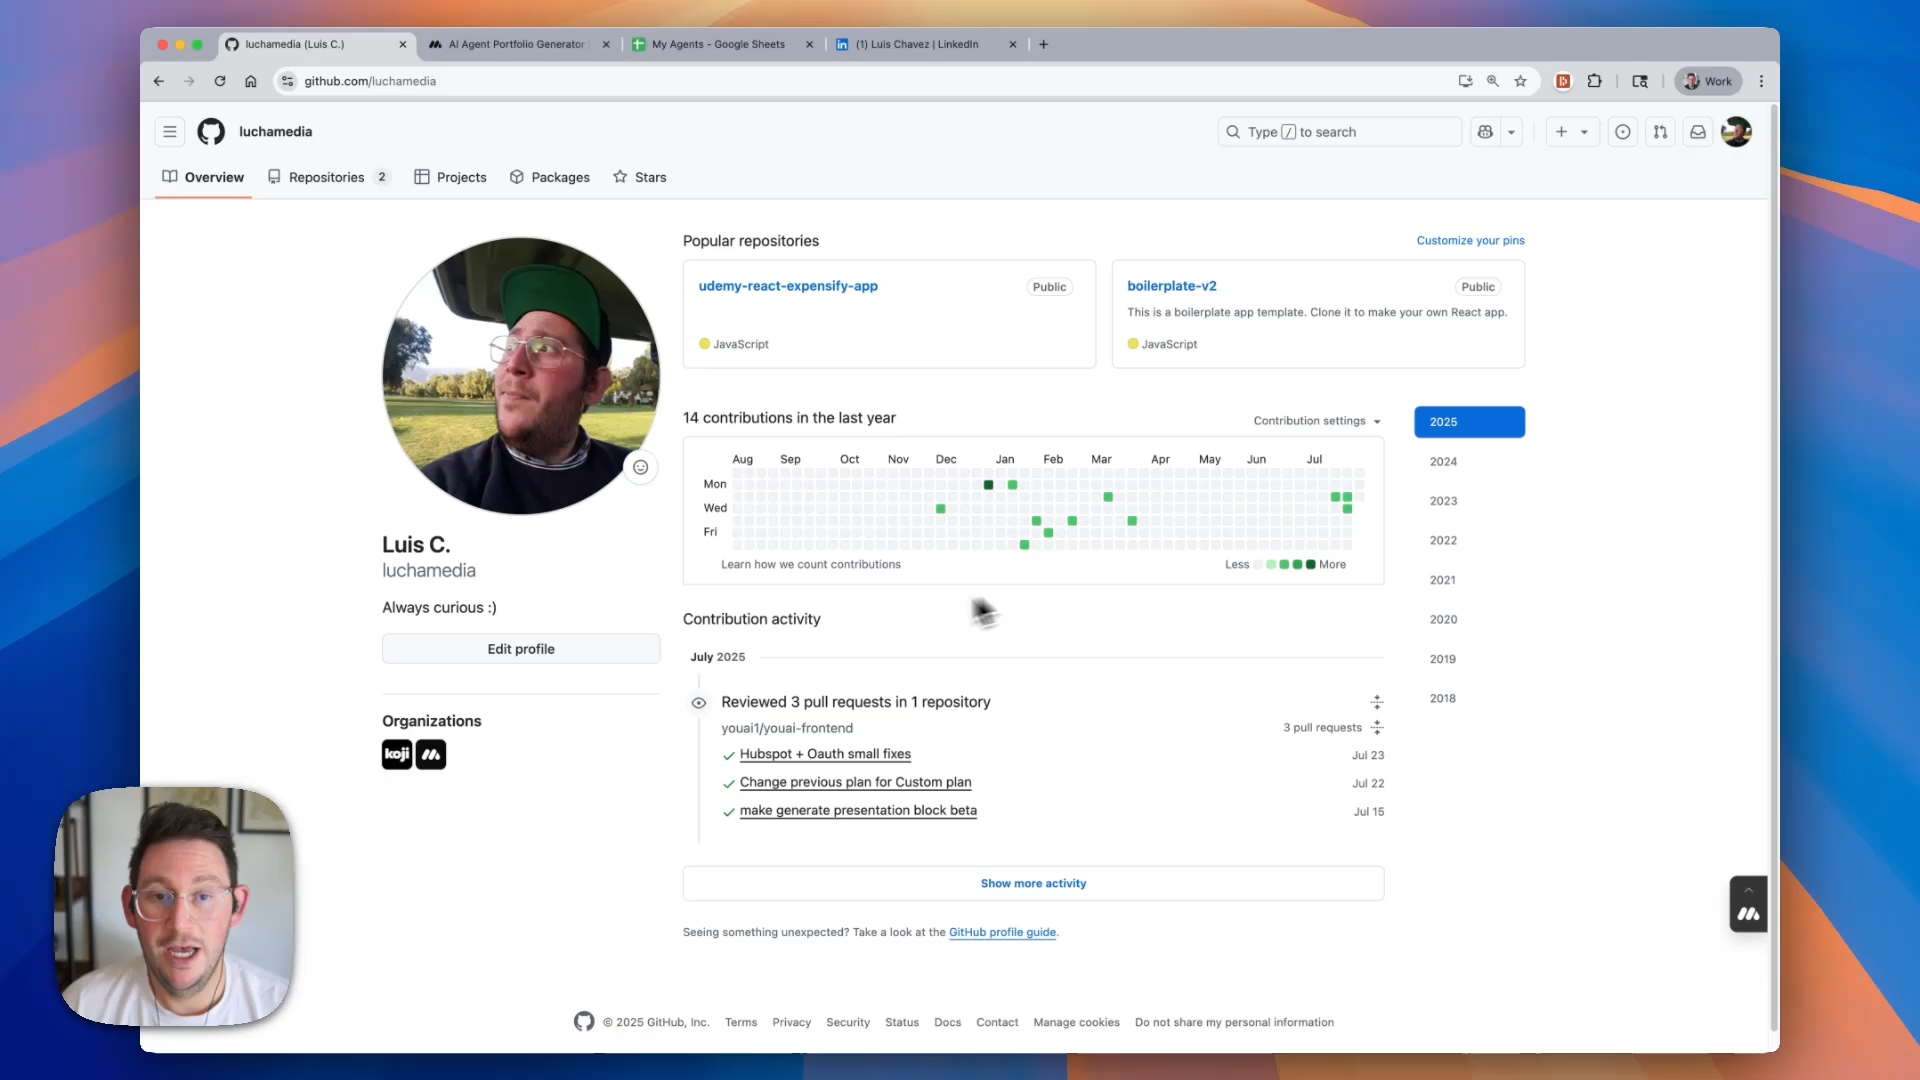 luchamedia (Luis C.)
AI Agent Portfolio Generator
My Agents - Google Sheets
(1) Luis Chavez | LinkedIn
github.com/luchamedia
Work
luchamedia
Type / to search
Overview
Repositories 2
Projects
Packages
Stars
Popular repositories
Customize your pins
udemy-react-expensify-app
Public
JavaScript
boilerplate-v2
Public
This is a boilerplate app template. Clone it to make your own React app.
JavaScript
14 contributions in the last year
Contribution settings
Aug Sep Oct Nov Dec Jan Feb Mar Apr May Jun Jul
Mon
Wed
Fri
Learn how we count contributions
Less More
2025
2024
2023
2022
2021
2020
2019
2018
Luis C.
luchamedia
Always curious :)
Edit profile
Organizations
koji
Contribution activity
July 2025
Reviewed 3 pull requests in 1 repository
youai1/youai-frontend
3 pull requests
Hubspot + Oauth small fixes
Jul 23
Change previous plan for Custom plan
Jul 22
make generate presentation block beta
Jul 15
Show more activity
Seeing something unexpected? Take a look at the GitHub profile guide.
© 2025 GitHub, Inc. Terms Privacy Security Status Docs Contact Manage cookies Do not share my personal information